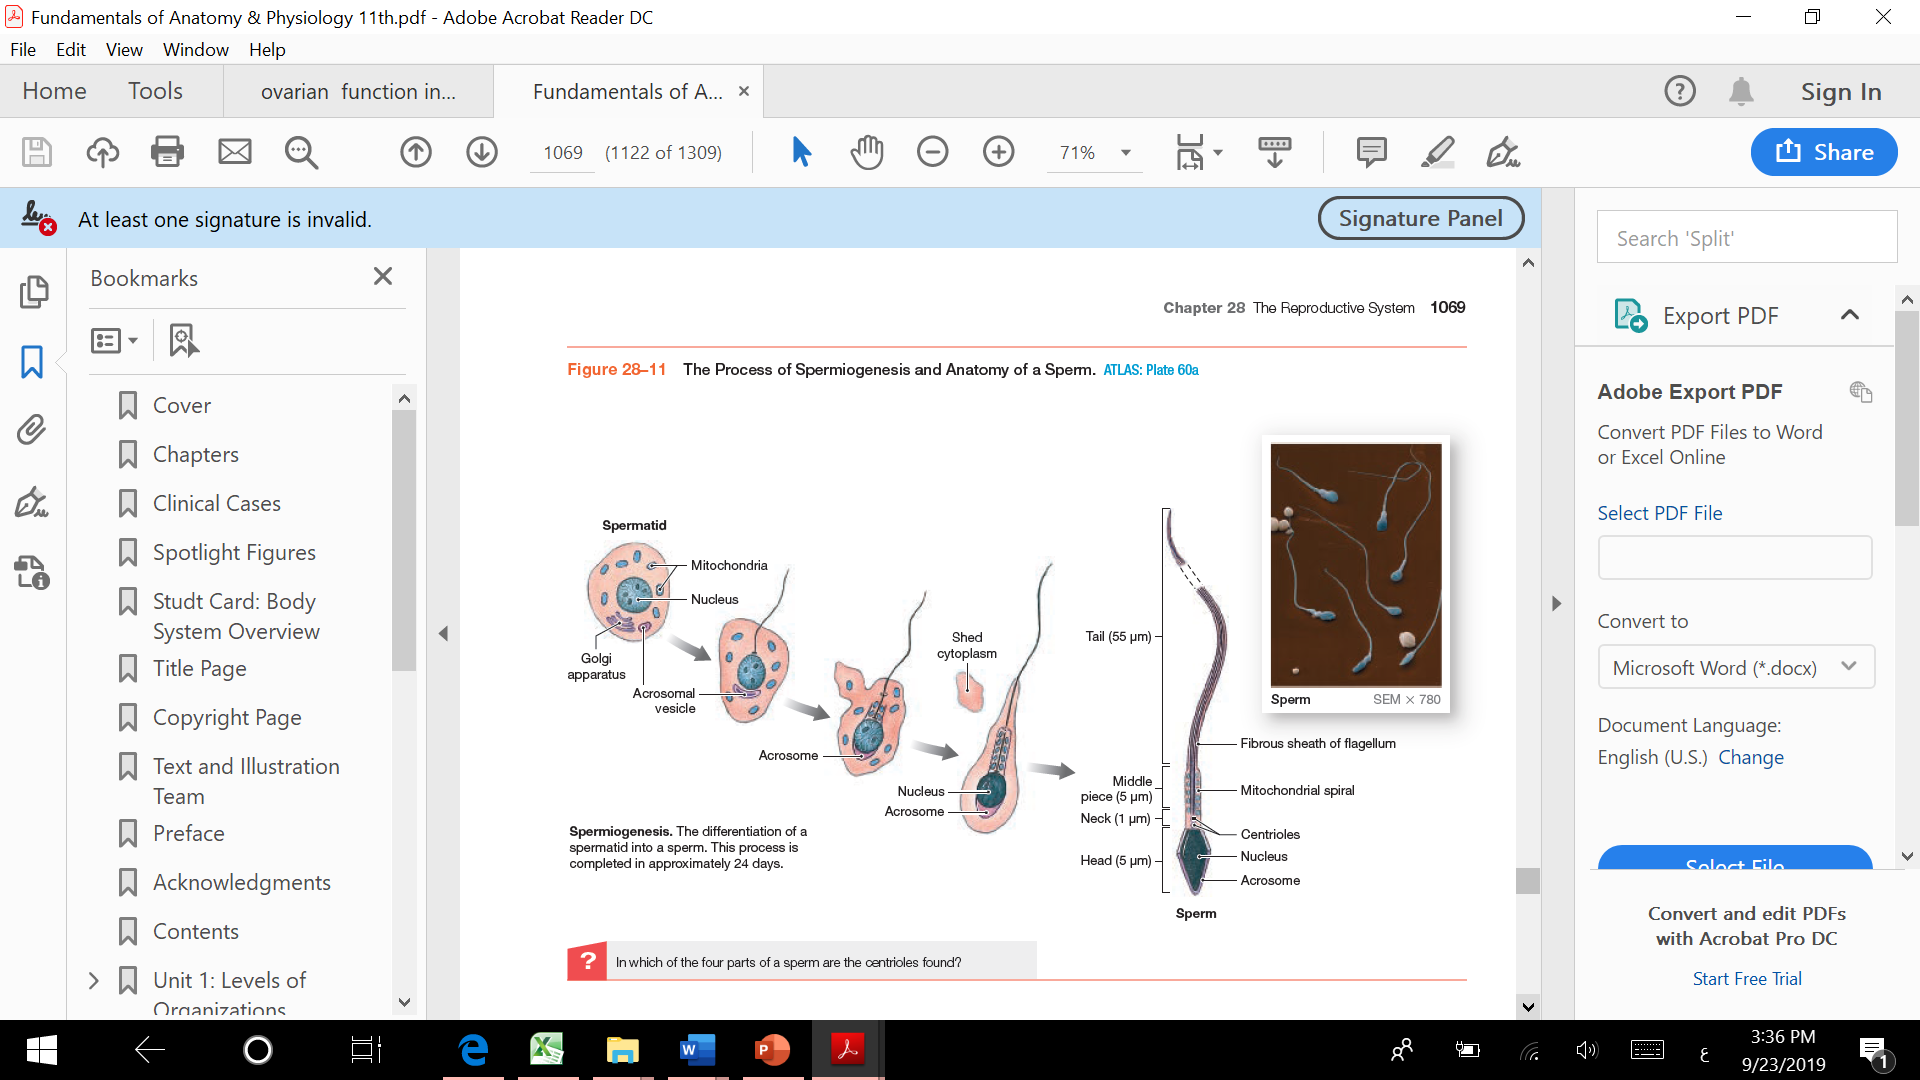 Fundamentals of Anatomy & Physiology 11th.pdf - Adobe Acrobat Reader DC
File Edit View Window Help
Home Tools ovarian function in... Fundamentals of A... Sign In
1069 (1122 of 1309) 71% Share
At least one signature is invalid. Signature Panel
Bookmarks
Cover
Chapters
Clinical Cases
Spotlight Figures
Studt Card: Body
System Overview
Title Page
Copyright Page
Text and Illustration
Team
Preface
Acknowledgments
Contents
Unit 1: Levels of
Organizations
Chapter 28 The Reproductive System 1069
Figure 28–11 The Process of Spermiogenesis and Anatomy of a Sperm. ATLAS: Plate 60a
Spermatid
Mitochondria
Nucleus
Golgi
apparatus
Acrosomal
vesicle
Acrosome
Shed
cytoplasm
Nucleus
Acrosome
Spermiogenesis. The differentiation of a
spermatid into a sperm. This process is
completed in approximately 24 days.
Tail (55 µm)
Middle
piece (5 µm)
Neck (1 µm)
Head (5 µm)
Fibrous sheath of flagellum
Mitochondrial spiral
Centrioles
Nucleus
Acrosome
Sperm
Sperm SEM × 780
? In which of the four parts of a sperm are the centrioles found?
Search 'Split'
Export PDF
Adobe Export PDF
Convert PDF Files to Word
or Excel Online
Select PDF File
Convert to
Microsoft Word (*.docx)
Document Language:
English (U.S.) Change
Select File
Convert and edit PDFs
with Acrobat Pro DC
Start Free Trial
ع
3:36 PM
9/23/2019
1